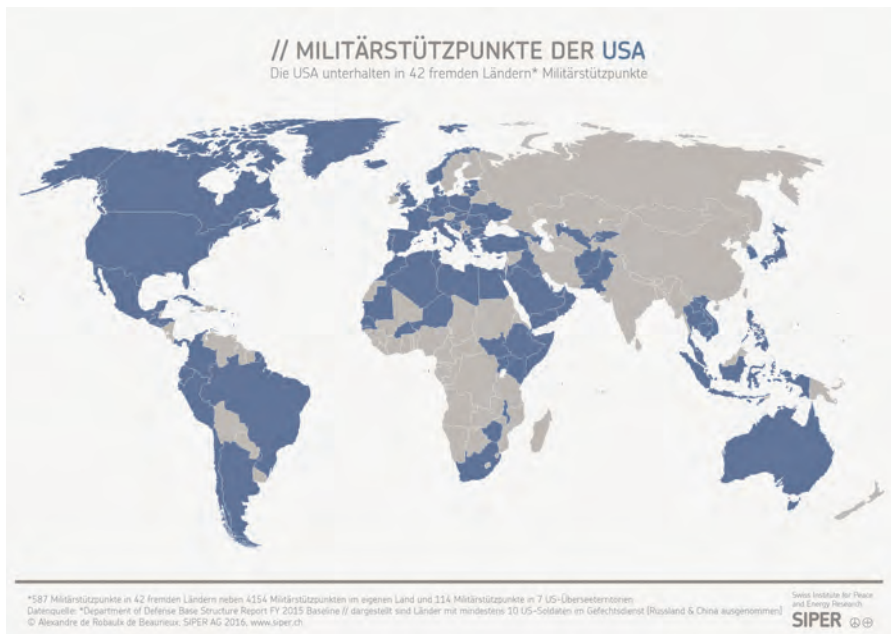 // MILITÄRSTÜTZPUNKTE DER USA
Die USA unterhalten in 42 fremden Ländern* Militärstützpunkte
*587 Militärstützpunkte in 42 fremden Ländern neben 4154 Militärstützpunkten im eigenen Land und 114 Militärstützpunkte in 7 US-Überseeterritorien
Datenquelle: *Department of Defense Base Structure Report FY 2015 Baseline // dargestellt sind Länder mit mindestens 10 US-Soldaten im Gefechtsdienst (Russland & China ausgenommen)
© Alexandre de Robaulx de Beaurieux, SIPER AG 2016, www.siper.ch
Swiss Institute for Peace
and Energy Research
SIPER